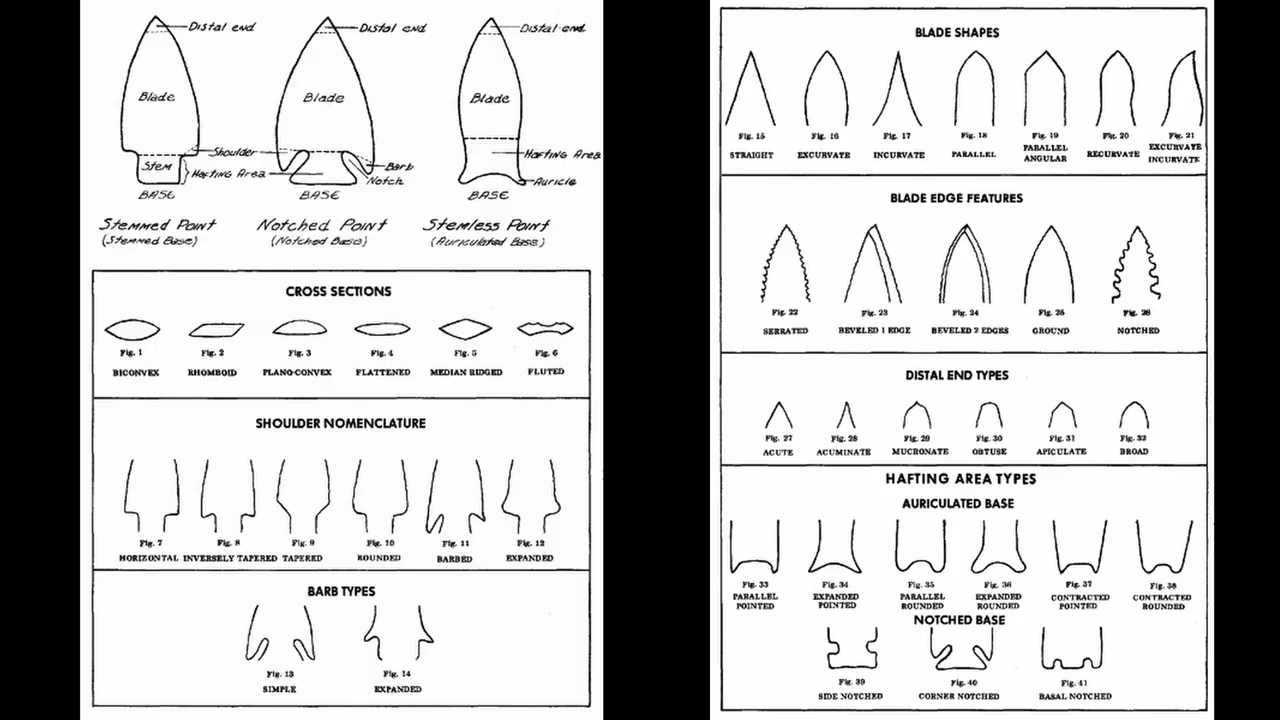 Distal end
Distal end
Distal end
Blade
Blade
Blade
Shoulder
Stem
Hafting Area
Barb
Notch
Hafting Area
Auricle
BASE
BASE
BASE
Stemmed Point
(Stemmed Base)
Notched Point
(Notched Base)
Stemless Point
(Auriculated Base)
CROSS SECTIONS
Fig. 1 Fig. 2 Fig. 3 Fig. 4 Fig. 5 Fig. 6
BICONVEX RHOMBOID PLANO-CONVEX FLATTENED MEDIAN RIDGED FLUTED
SHOULDER NOMENCLATURE
Fig. 7 Fig. 8 Fig. 9 Fig. 10 Fig. 11 Fig. 12
HORIZONTAL INVERSELY TAPERED TAPERED ROUNDED BARBED EXPANDED
BARB TYPES
Fig. 13 Fig. 14
SIMPLE EXPANDED
BLADE SHAPES
Fig. 15 Fig. 16 Fig. 17 Fig. 18 Fig. 19 Fig. 20 Fig. 21
STRAIGHT EXCURVATE INCURVATE PARALLEL PARALLEL ANGULAR RECURVATE EXCURVATE INCURVATE
BLADE EDGE FEATURES
Fig. 22 Fig. 23 Fig. 24 Fig. 25 Fig. 26
SERRATED BEVELED 1 EDGE BEVELED 2 EDGES GROUND NOTCHED
DISTAL END TYPES
Fig. 27 Fig. 28 Fig. 29 Fig. 30 Fig. 31 Fig. 32
ACUTE ACUMINATE MUCRONATE OBTUSE APICULATE BROAD
HAFTING AREA TYPES
AURICULATED BASE
Fig. 33 Fig. 34 Fig. 35 Fig. 36 Fig. 37 Fig. 38
PARALLEL EXPANDED PARALLEL EXPANDED CONTRACTED CONTRACTED
POINTED POINTED ROUNDED ROUNDED POINTED ROUNDED
NOTCHED BASE
Fig. 39 Fig. 40 Fig. 41
SIDE NOTCHED CORNER NOTCHED BASAL NOTCHED